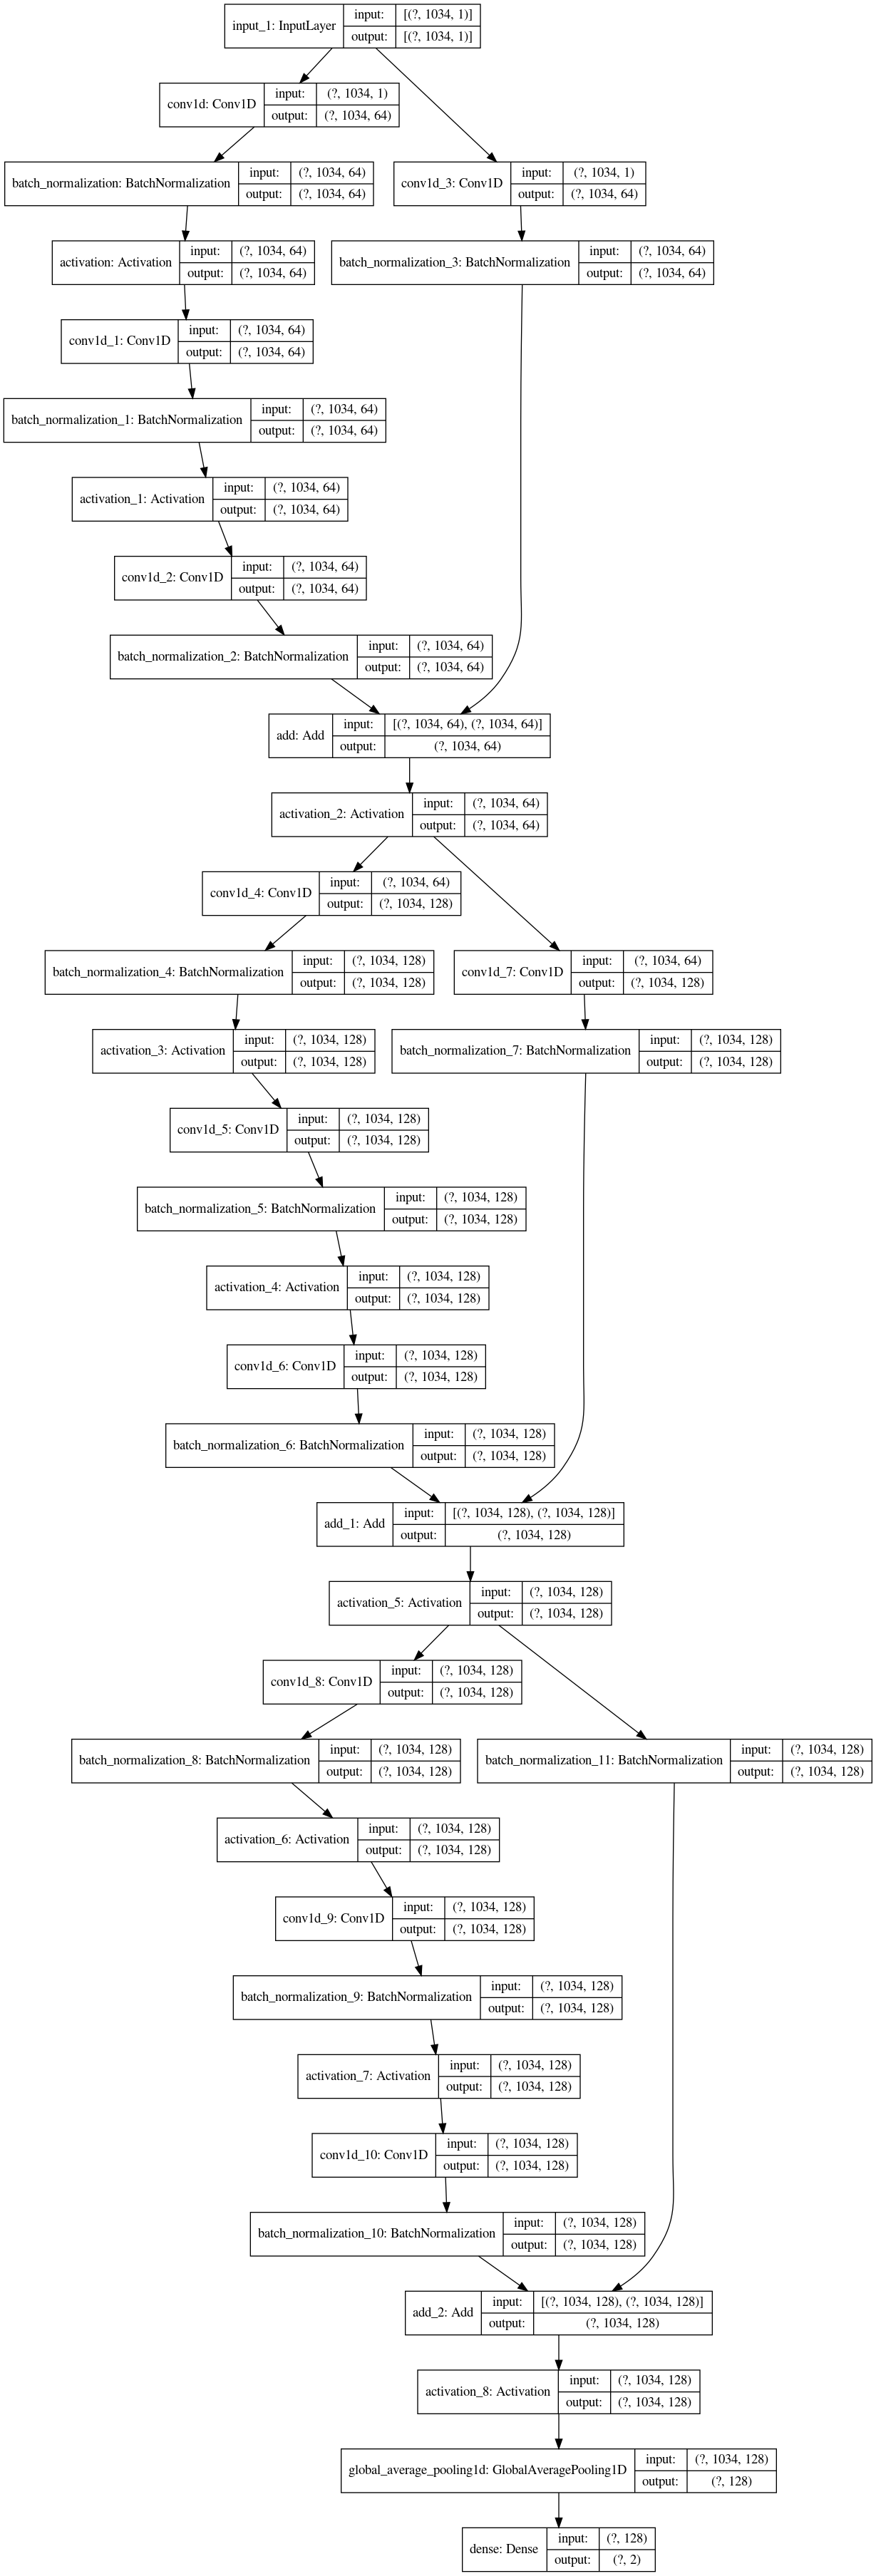 input_1: InputLayer
input: [(?, 1034, 1)]
output: [(?, 1034, 1)]
conv1d: Conv1D
input: (?, 1034, 1)
output: (?, 1034, 64)
batch_normalization: BatchNormalization
input: (?, 1034, 64)
output: (?, 1034, 64)
conv1d_3: Conv1D
input: (?, 1034, 1)
output: (?, 1034, 64)
activation: Activation
input: (?, 1034, 64)
output: (?, 1034, 64)
batch_normalization_3: BatchNormalization
input: (?, 1034, 64)
output: (?, 1034, 64)
conv1d_1: Conv1D
input: (?, 1034, 64)
output: (?, 1034, 64)
batch_normalization_1: BatchNormalization
input: (?, 1034, 64)
output: (?, 1034, 64)
activation_1: Activation
input: (?, 1034, 64)
output: (?, 1034, 64)
conv1d_2: Conv1D
input: (?, 1034, 64)
output: (?, 1034, 64)
batch_normalization_2: BatchNormalization
input: (?, 1034, 64)
output: (?, 1034, 64)
add: Add
input: [(?, 1034, 64), (?, 1034, 64)]
output: (?, 1034, 64)
activation_2: Activation
input: (?, 1034, 64)
output: (?, 1034, 64)
conv1d_4: Conv1D
input: (?, 1034, 64)
output: (?, 1034, 128)
batch_normalization_4: BatchNormalization
input: (?, 1034, 128)
output: (?, 1034, 128)
conv1d_7: Conv1D
input: (?, 1034, 64)
output: (?, 1034, 128)
activation_3: Activation
input: (?, 1034, 128)
output: (?, 1034, 128)
batch_normalization_7: BatchNormalization
input: (?, 1034, 128)
output: (?, 1034, 128)
conv1d_5: Conv1D
input: (?, 1034, 128)
output: (?, 1034, 128)
batch_normalization_5: BatchNormalization
input: (?, 1034, 128)
output: (?, 1034, 128)
activation_4: Activation
input: (?, 1034, 128)
output: (?, 1034, 128)
conv1d_6: Conv1D
input: (?, 1034, 128)
output: (?, 1034, 128)
batch_normalization_6: BatchNormalization
input: (?, 1034, 128)
output: (?, 1034, 128)
add_1: Add
input: [(?, 1034, 128), (?, 1034, 128)]
output: (?, 1034, 128)
activation_5: Activation
input: (?, 1034, 128)
output: (?, 1034, 128)
conv1d_8: Conv1D
input: (?, 1034, 128)
output: (?, 1034, 128)
batch_normalization_8: BatchNormalization
input: (?, 1034, 128)
output: (?, 1034, 128)
batch_normalization_11: BatchNormalization
input: (?, 1034, 128)
output: (?, 1034, 128)
activation_6: Activation
input: (?, 1034, 128)
output: (?, 1034, 128)
conv1d_9: Conv1D
input: (?, 1034, 128)
output: (?, 1034, 128)
batch_normalization_9: BatchNormalization
input: (?, 1034, 128)
output: (?, 1034, 128)
activation_7: Activation
input: (?, 1034, 128)
output: (?, 1034, 128)
conv1d_10: Conv1D
input: (?, 1034, 128)
output: (?, 1034, 128)
batch_normalization_10: BatchNormalization
input: (?, 1034, 128)
output: (?, 1034, 128)
add_2: Add
input: [(?, 1034, 128), (?, 1034, 128)]
output: (?, 1034, 128)
activation_8: Activation
input: (?, 1034, 128)
output: (?, 1034, 128)
global_average_pooling1d: GlobalAveragePooling1D
input: (?, 1034, 128)
output: (?, 128)
dense: Dense
input: (?, 128)
output: (?, 2)